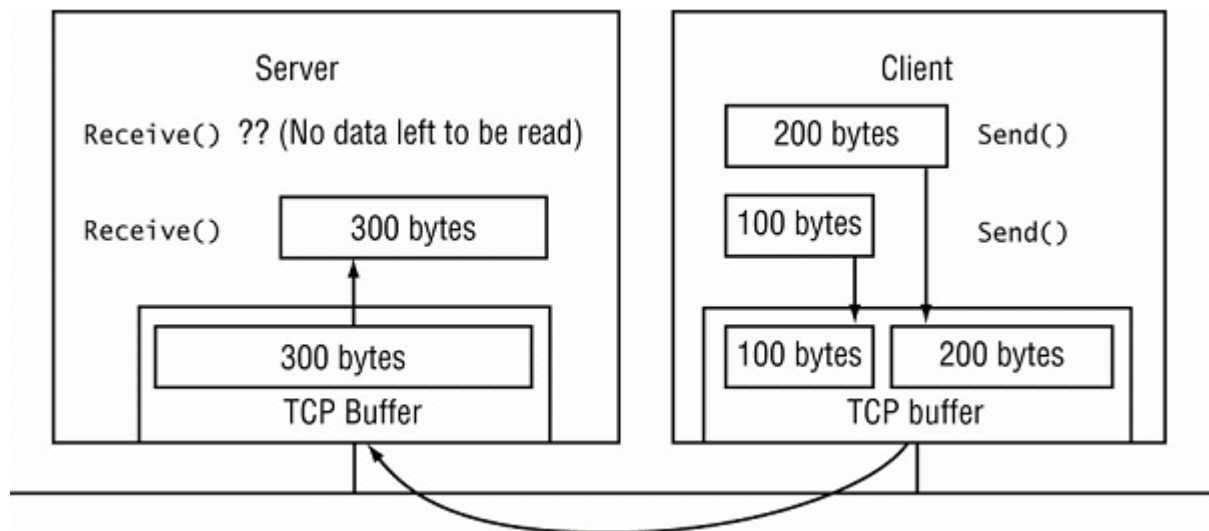 Server
Receive() ?? (No data left to be read)
Receive() 300 bytes
300 bytes
TCP Buffer
Client
200 bytes Send()
100 bytes Send()
100 bytes 200 bytes
TCP buffer